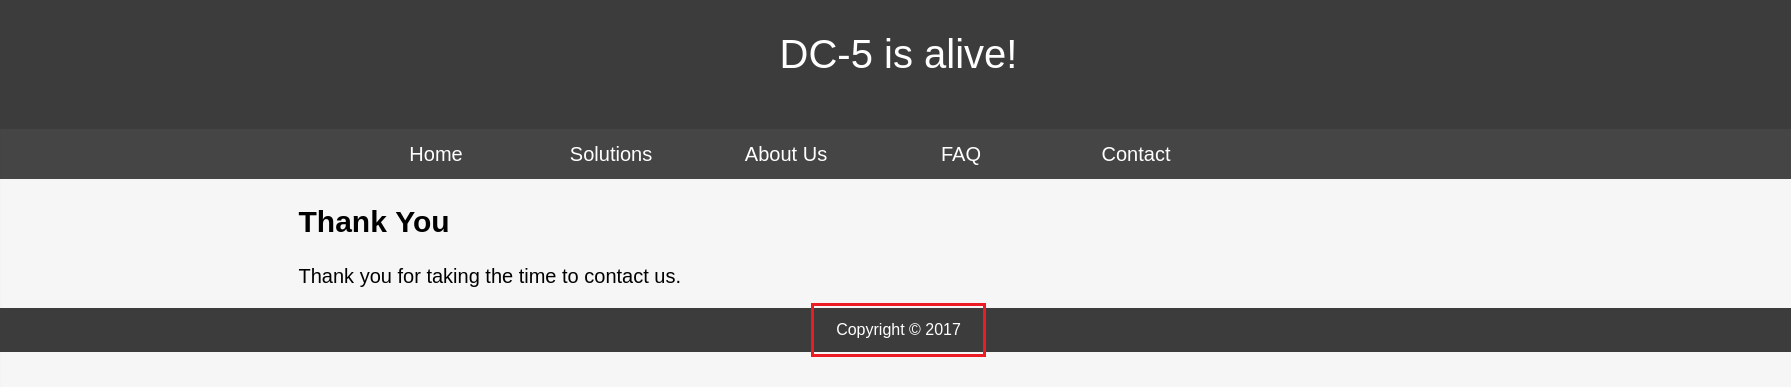 DC-5 is alive!
Home Solutions About Us FAQ Contact
Thank You
Thank you for taking the time to contact us.
Copyright © 2017